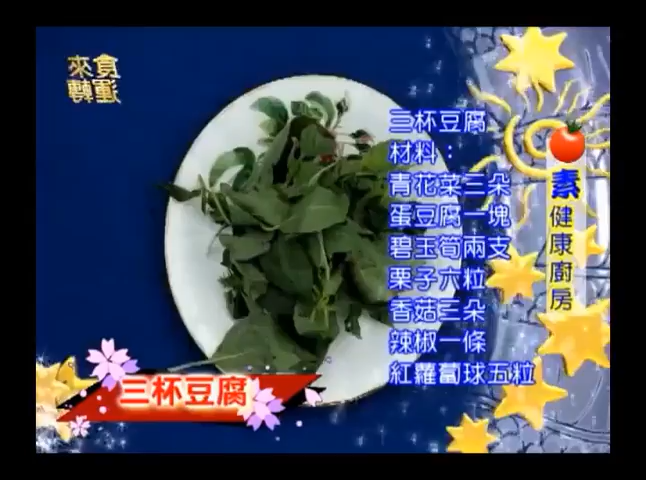 食來
運轉
三杯豆腐
材料：
青花菜三朵
蛋豆腐一塊
碧玉筍兩支
栗子六粒
香菇三朵
辣椒一條
紅蘿蔔球五粒
素健康廚房
三杯豆腐